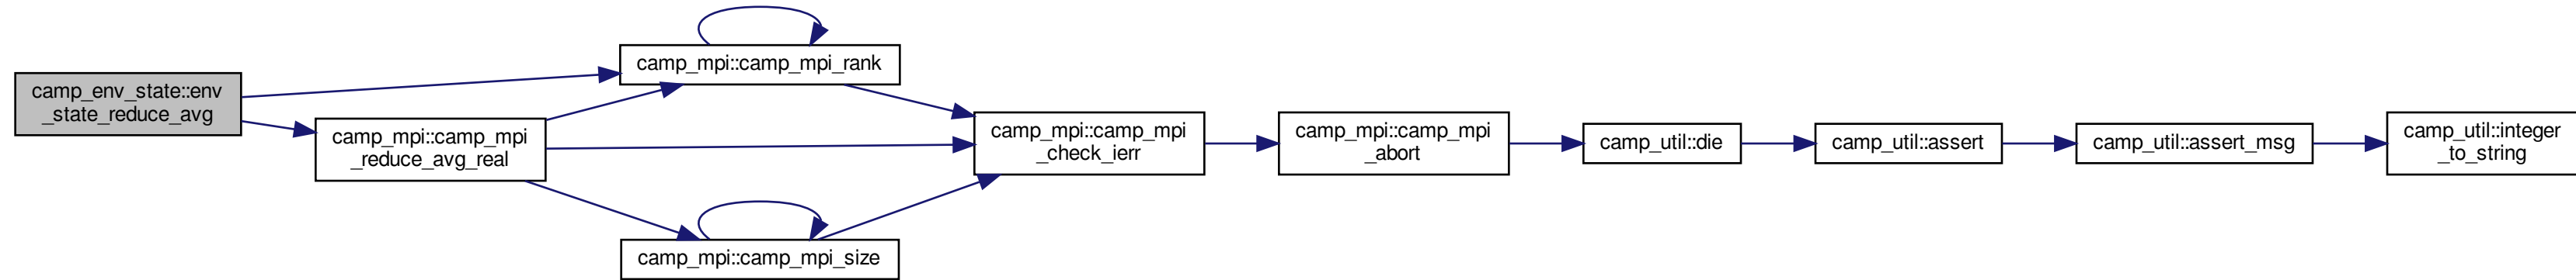 camp_env_state::env
_state_reduce_avg
camp_mpi::camp_mpi_rank
camp_mpi::camp_mpi
_reduce_avg_real
camp_mpi::camp_mpi_size
camp_mpi::camp_mpi
_check_ierr
camp_mpi::camp_mpi
_abort
camp_util::die
camp_util::assert
camp_util::assert_msg
camp_util::integer
_to_string